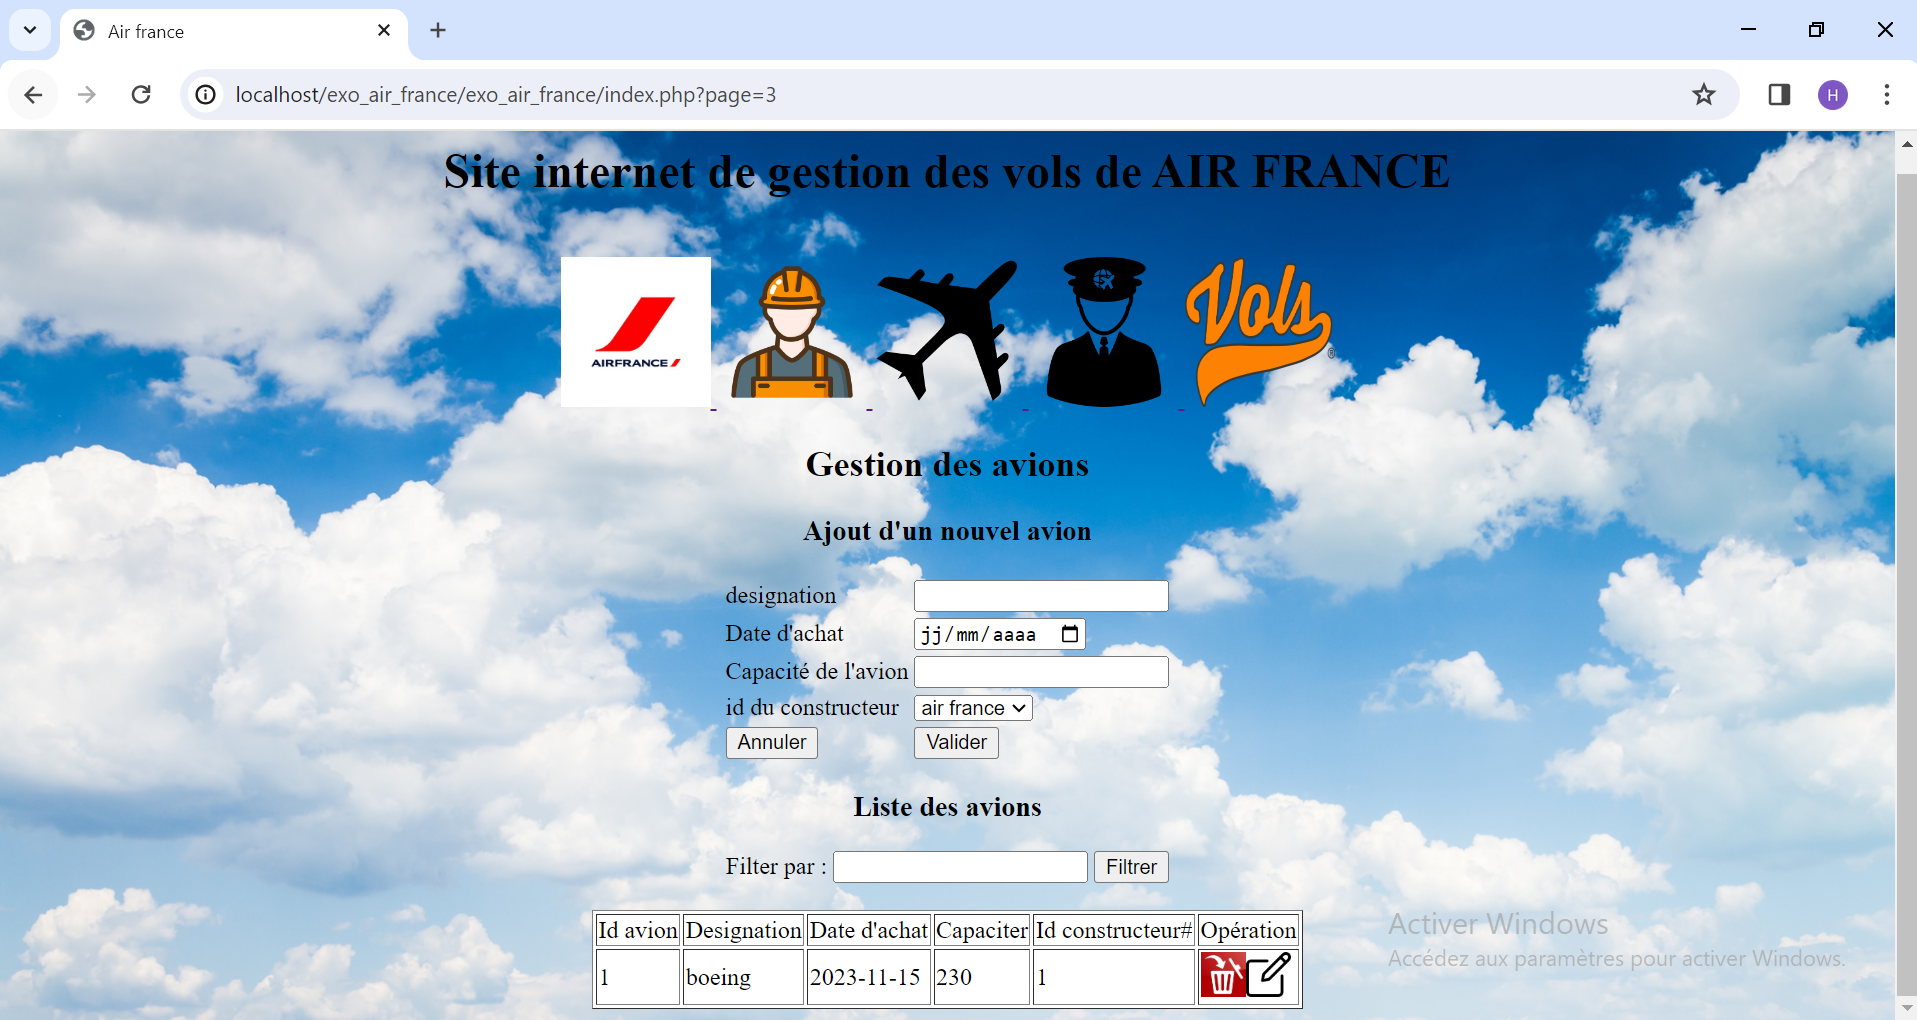 Air france
localhost/exo_air_france/exo_air_france/index.php?page=3
H
Site internet de gestion des vols de AIR FRANCE
AIRFRANCE
Vols
®
Gestion des avions
Ajout d'un nouvel avion
designation
Date d'achat jj/mm/aaaa
Capacité de l'avion
id du constructeur air france
Annuler Valider
Liste des avions
Filter par : Filtrer
Id avion Designation Date d'achat Capaciter Id constructeur# Opération
1 boeing 2023-11-15 230 1
Activer Windows
Accédez aux paramètres pour activer Windows.